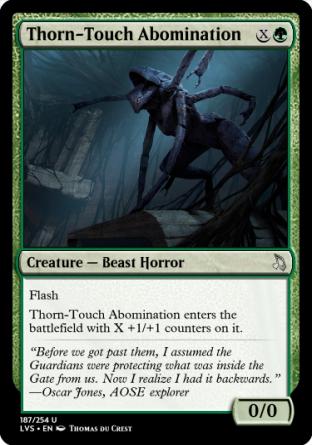 Thorn-Touch Abomination X
Creature — Beast Horror
Flash
Thorn-Touch Abomination enters the
battlefield with X +1/+1 counters on it.
“Before we got past them, I assumed the
Guardians were protecting what was inside the
Gate from us. Now I realize I had it backwards.”
—Oscar Jones, AOSE explorer
0/0
187/254 U
LVS • EN Thomas du Crest